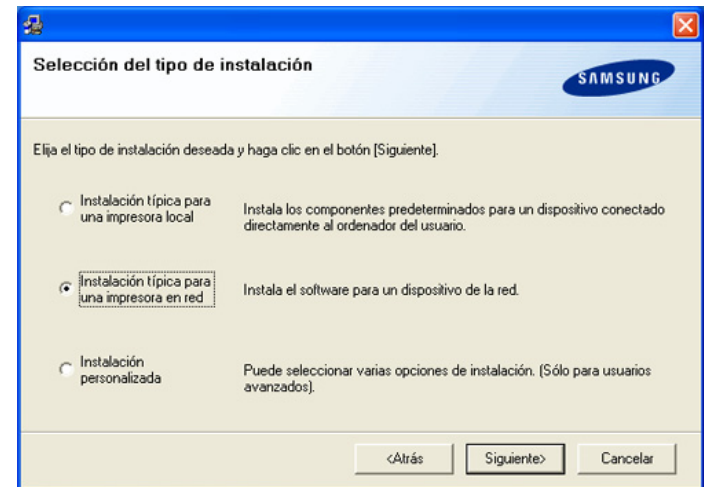 Selección del tipo de instalación
SAMSUNG
Elija el tipo de instalación deseada y haga clic en el botón [Siguiente].
Instalación típica para
una impresora local
Instala los componentes predeterminados para un dispositivo conectado
directamente al ordenador del usuario.
Instalación típica para
una impresora en red
Instala el software para un dispositivo de la red.
Instalación
personalizada
Puede seleccionar varias opciones de instalación. (Sólo para usuarios
avanzados).
<Atrás
Siguiente>
Cancelar